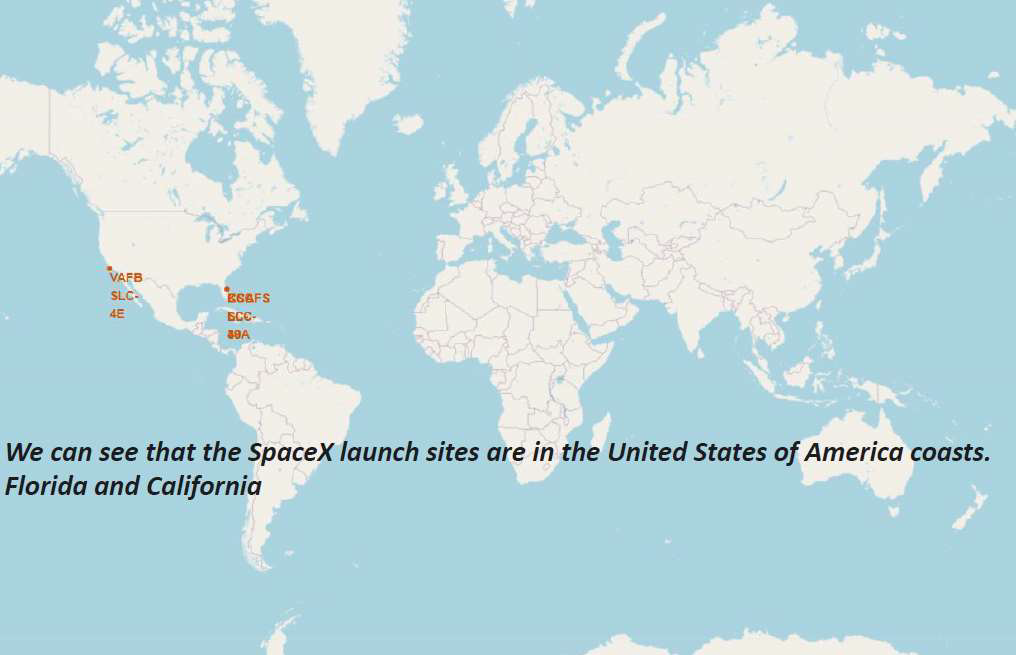 VAFB
SLC-
4E
We can see that the SpaceX launch sites are in the United States of America coasts.
Florida and California